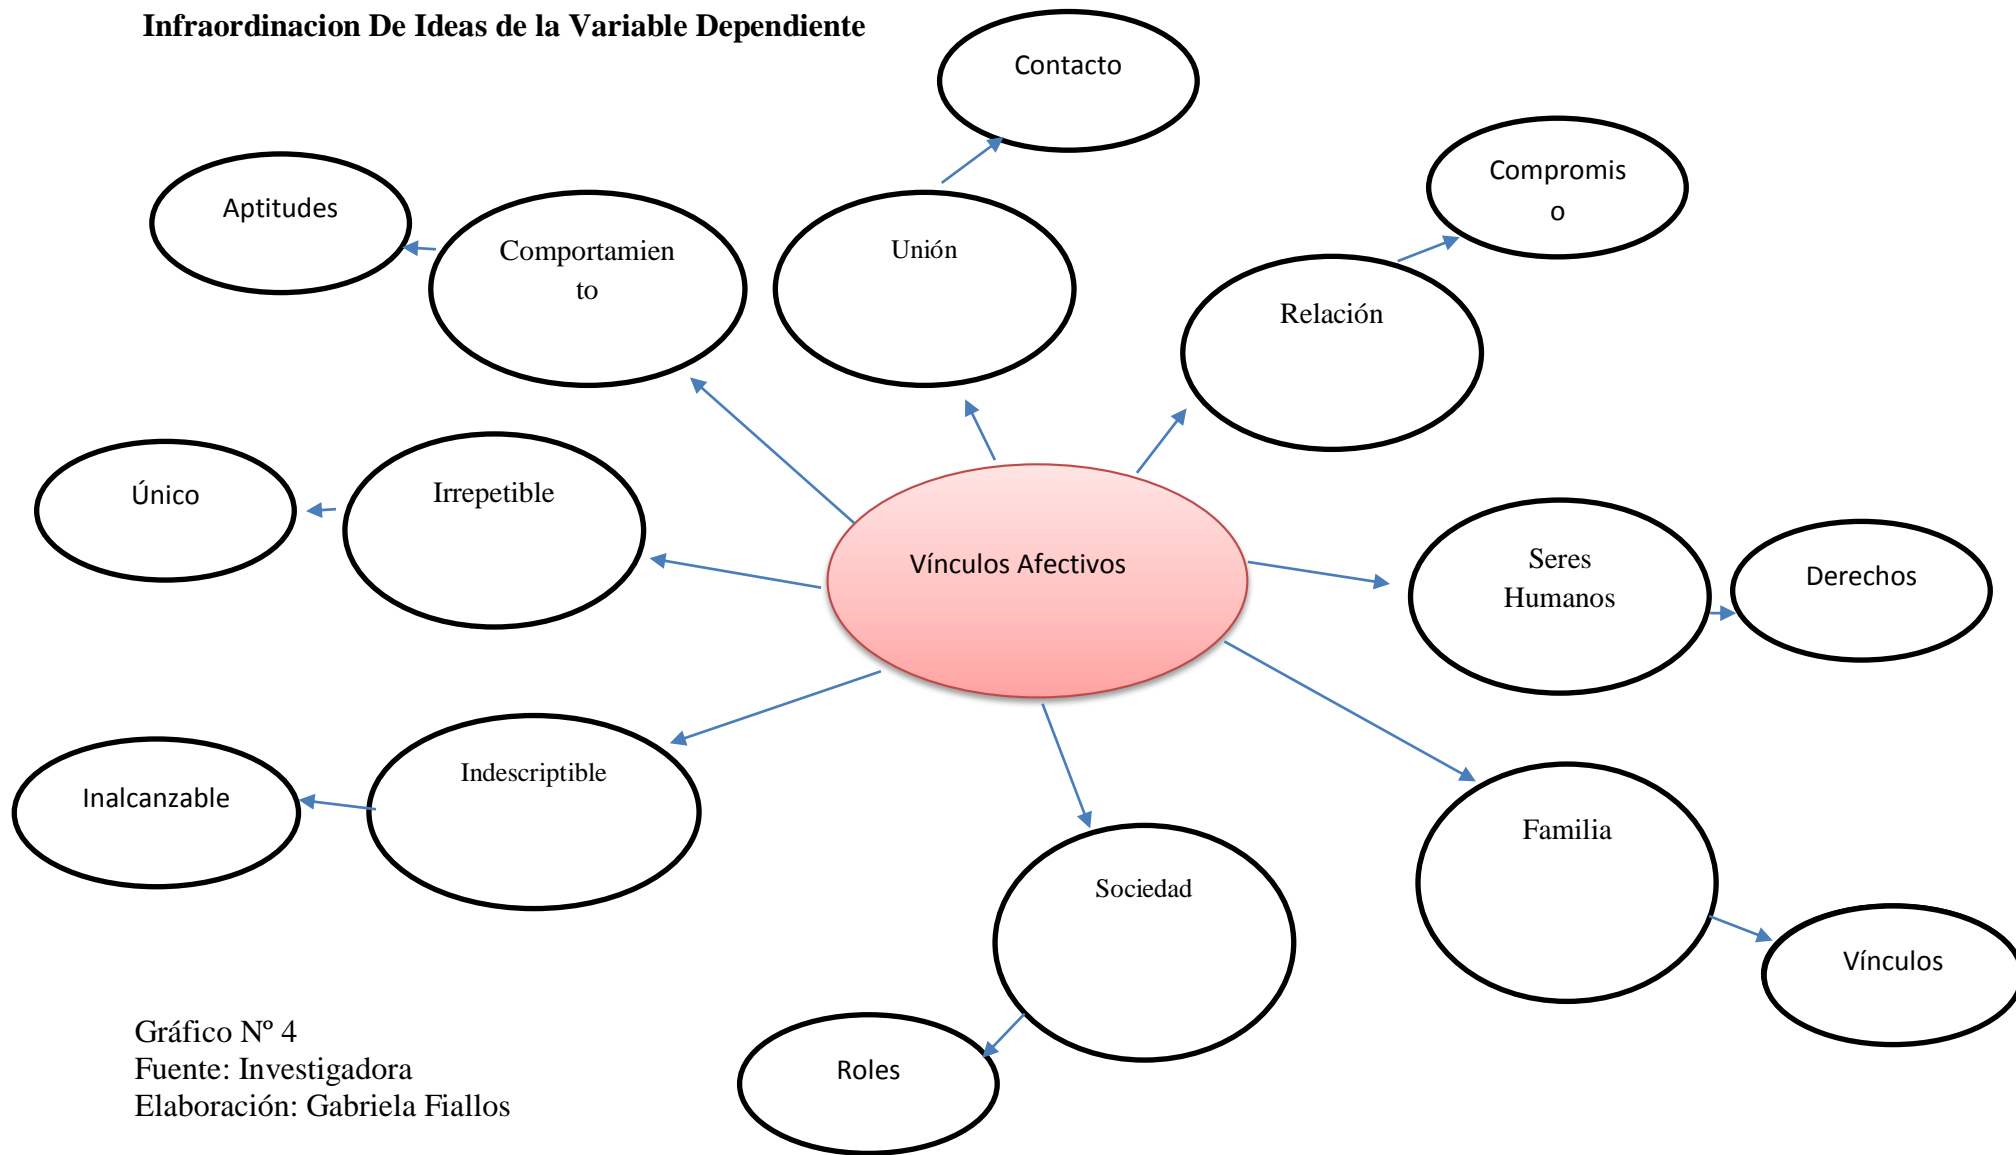 Infraordinacion De Ideas de la Variable Dependiente
Contacto
Compromis
o
Aptitudes
Comportamien
to
Unión
Relación
Único
Irrepetible
Vínculos Afectivos
Seres
Humanos
Derechos
Inalcanzable
Indescriptible
Sociedad
Familia
Vínculos
Roles
Gráfico Nº 4
Fuente: Investigadora
Elaboración: Gabriela Fiallos